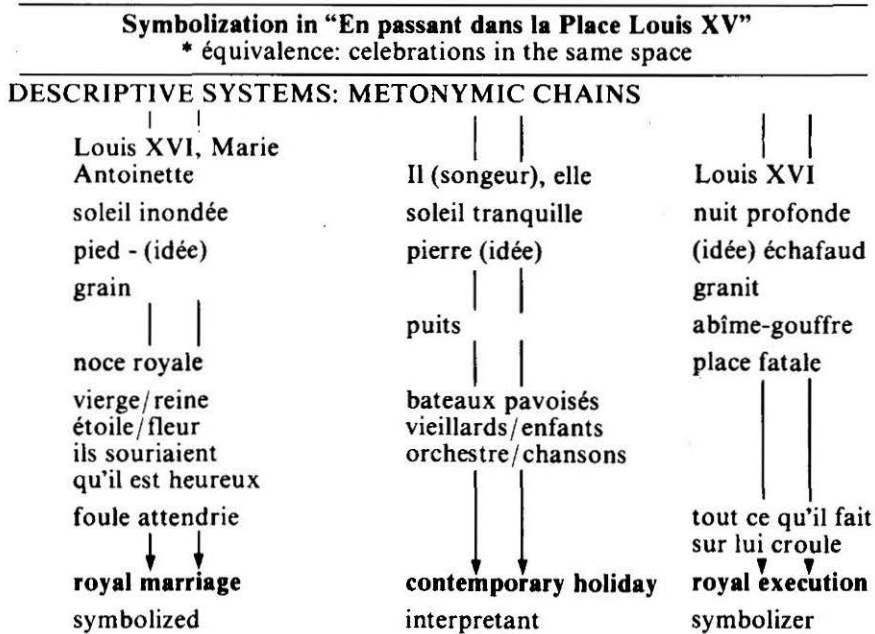 Symbolization in “En passant dans la Place Louis XV”
* équivalence: celebrations in the same space
DESCRIPTIVE SYSTEMS: METONYMIC CHAINS
Louis XVI, Marie
Antoinette Il (songeur), elle Louis XVI
soleil inondée soleil tranquille nuit profonde
pied - (idée) pierre (idée) (idée) échafaud
grain granit
puits abîme-gouffre
noce royale place fatale
vierge/reine bateaux pavoisés
étoile/fleur vieillards/enfants
ils souriaient orchestre/chansons
qu’il est heureux
foule attendrie tout ce qu’il fait
sur lui croule
royal marriage contemporary holiday royal execution
symbolized interpretant symbolizer